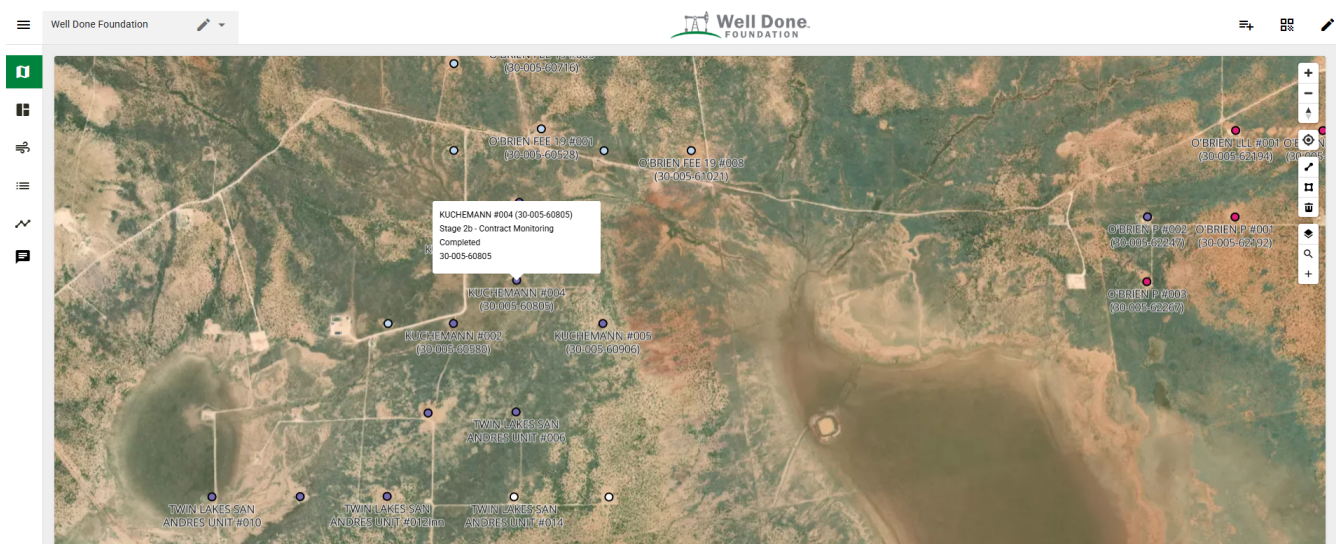 Well Done Foundation
Well Done
FOUNDATION
(30-005-60716)
O'BRIEN FEE 19 #001
(30-005-60528)
O'BRIEN FEE 19 #008
(30-005-61021)
O'BRIEN LLL #001
(30-005-62194)
KUCHEMANN #004 (30-005-60805)
Stage 2b - Contract Monitoring
Completed
30-005-60805
O'BRIEN P #002
(30-005-62247)
O'BRIEN P #001
(30-005-62192)
KUCHEMANN #004
(30-005-60805)
O'BRIEN P #003
(30-005-62267)
KUCHEMANN #002
(30-005-60580)
KUCHEMANN #005
(30-005-60906)
TWIN LAKES SAN
ANDRES UNIT #006
TWIN LAKES SAN
ANDRES UNIT #010
TWIN LAKES SAN
ANDRES UNIT #012Inn
TWIN LAKES SAN
ANDRES UNIT #014